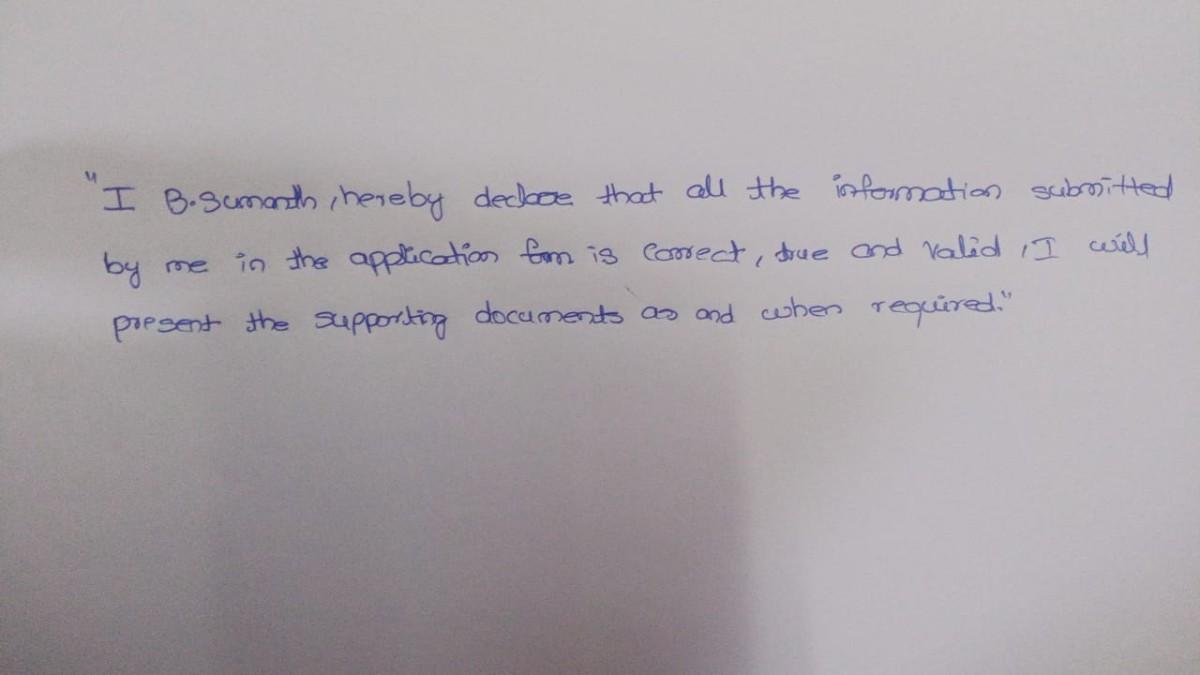 "I B.Sumanth, hereby declare that all the information submitted
by me in the application form is Correct, true and valid, I will
present the supporting documents as and when required."